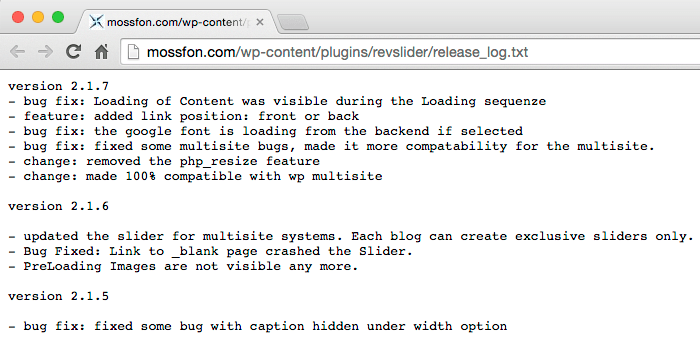 mossfon.com/wp-content/p
mossfon.com/wp-content/plugins/revslider/release_log.txt
version 2.1.7
- bug fix: Loading of Content was visible during the Loading sequenze
- feature: added link position: front or back
- bug fix: the google font is loading from the backend if selected
- bug fix: fixed some multisite bugs, made it more compatability for the multisite.
- change: removed the php_resize feature
- change: made 100% compatible with wp multisite
version 2.1.6
- updated the slider for multisite systems. Each blog can create exclusive sliders only.
- Bug Fixed: Link to _blank page crashed the Slider.
- PreLoading Images are not visible any more.
version 2.1.5
- bug fix: fixed some bug with caption hidden under width option